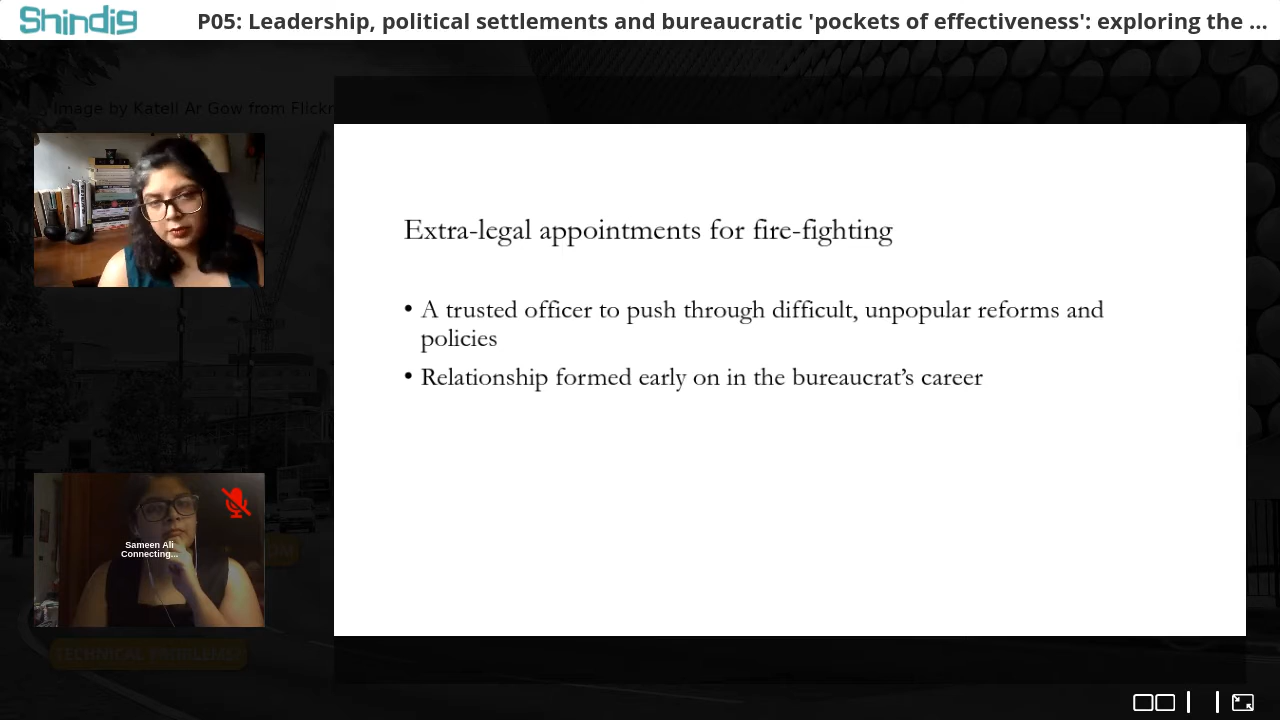 Shindig
P05: Leadership, political settlements and bureaucratic 'pockets of effectiveness': exploring the ...
Image by Katell Ar Gow from Flickr
Extra-legal appointments for fire-fighting
• A trusted officer to push through difficult, unpopular reforms and
policies
• Relationship formed early on in the bureaucrat's career
Sameen Ali
Connecting...
TECHNICAL PROBLEMS?